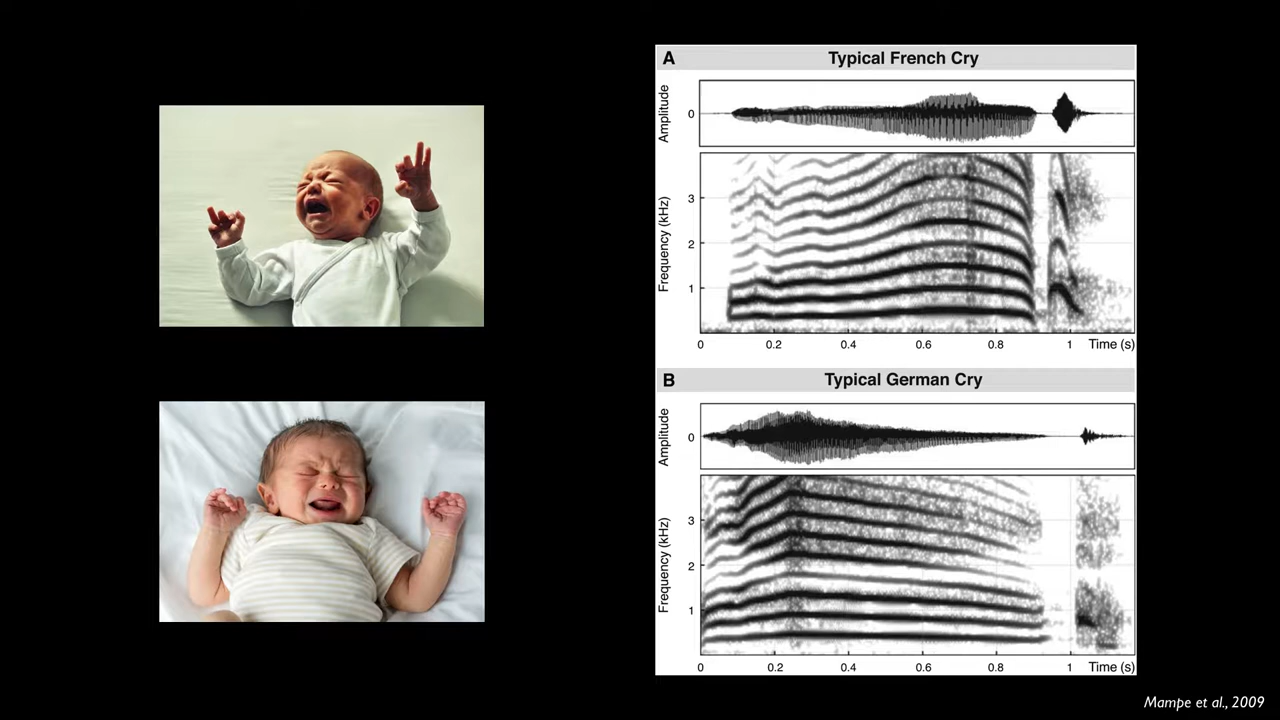 A Typical French Cry
Amplitude
0
Frequency (kHz)
3
2
1
0 0.2 0.4 0.6 0.8 1 Time (s)
B Typical German Cry
Amplitude
0
Frequency (kHz)
3
2
1
0 0.2 0.4 0.6 0.8 1 Time (s)
Mampe et al., 2009